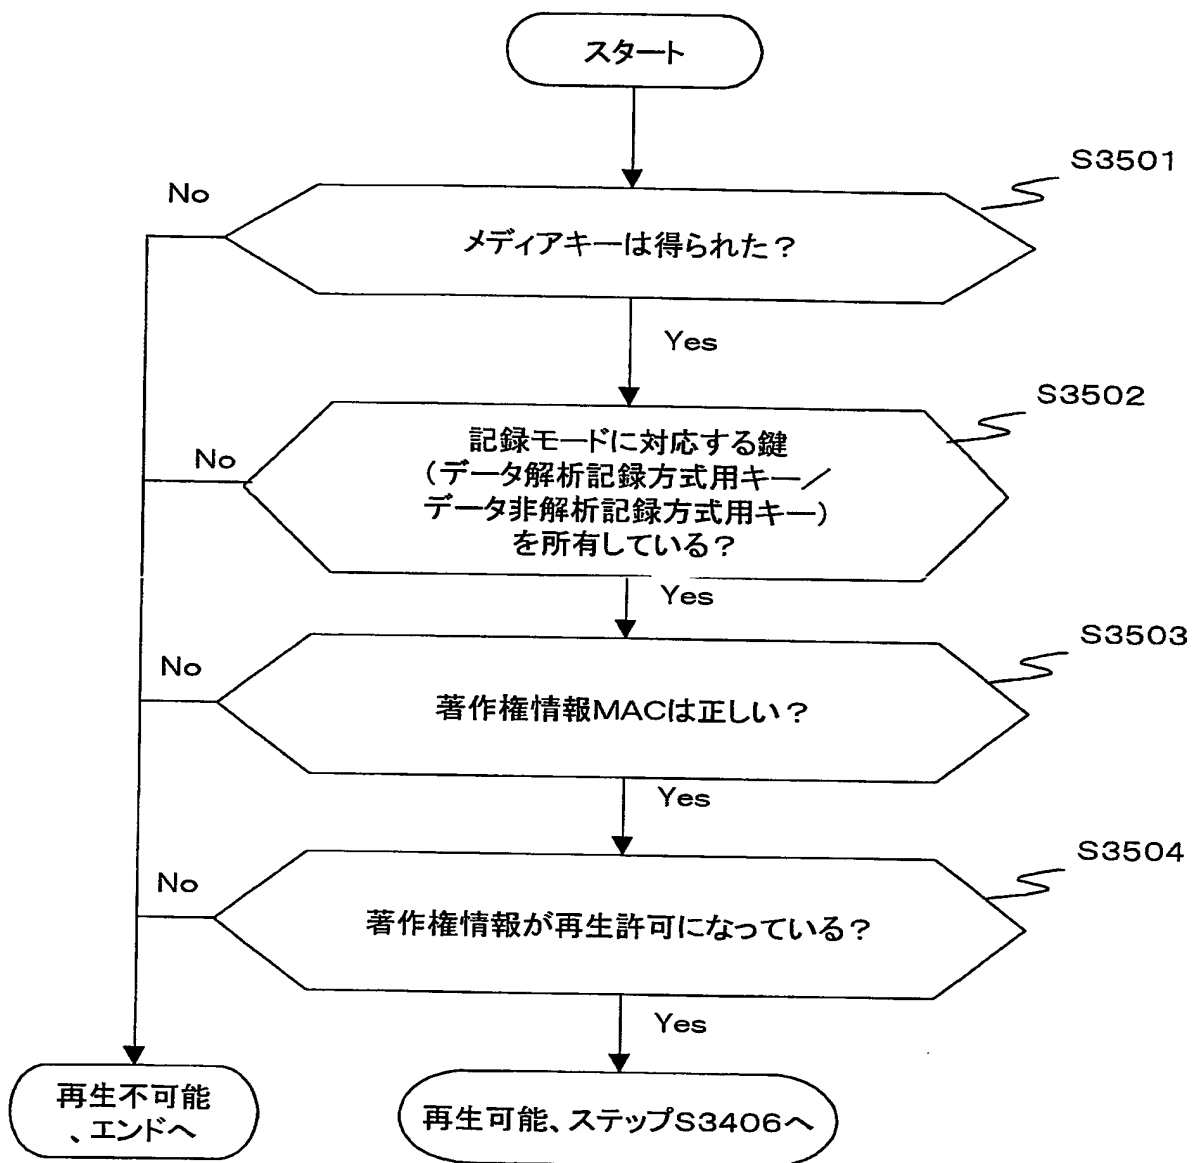 スタート
S3501
No
メディアキーは得られた？
Yes
S3502
No
記録モードに対応する鍵
（データ解析記録方式用キー／
データ非解析記録方式用キー）
を所有している？
Yes
S3503
No
著作権情報MACは正しい？
Yes
S3504
No
著作権情報が再生許可になっている？
Yes
再生不可能
、エンドへ
再生可能、ステップS3406へ